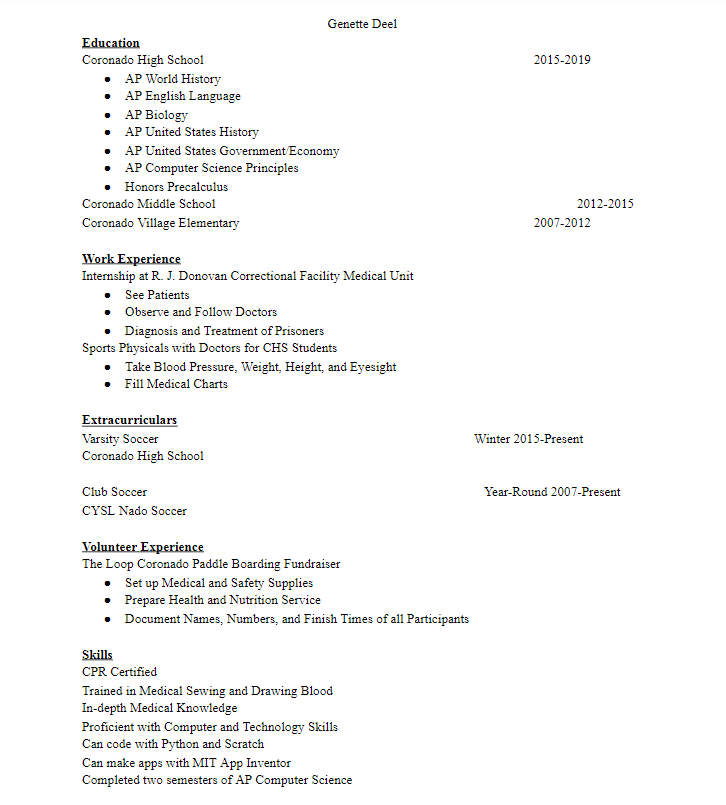 Genette Deel
Education
Coronado High School 2015-2019
● AP World History
● AP English Language
● AP Biology
● AP United States History
● AP United States Government/Economy
● AP Computer Science Principles
● Honors Precalculus
Coronado Middle School 2012-2015
Coronado Village Elementary 2007-2012
Work Experience
Internship at R. J. Donovan Correctional Facility Medical Unit
● See Patients
● Observe and Follow Doctors
● Diagnosis and Treatment of Prisoners
Sports Physicals with Doctors for CHS Students
● Take Blood Pressure, Weight, Height, and Eyesight
● Fill Medical Charts
Extracurriculars
Varsity Soccer Winter 2015-Present
Coronado High School
Club Soccer Year-Round 2007-Present
CYSL Nado Soccer
Volunteer Experience
The Loop Coronado Paddle Boarding Fundraiser
● Set up Medical and Safety Supplies
● Prepare Health and Nutrition Service
● Document Names, Numbers, and Finish Times of all Participants
Skills
CPR Certified
Trained in Medical Sewing and Drawing Blood
In-depth Medical Knowledge
Proficient with Computer and Technology Skills
Can code with Python and Scratch
Can make apps with MIT App Inventor
Completed two semesters of AP Computer Science